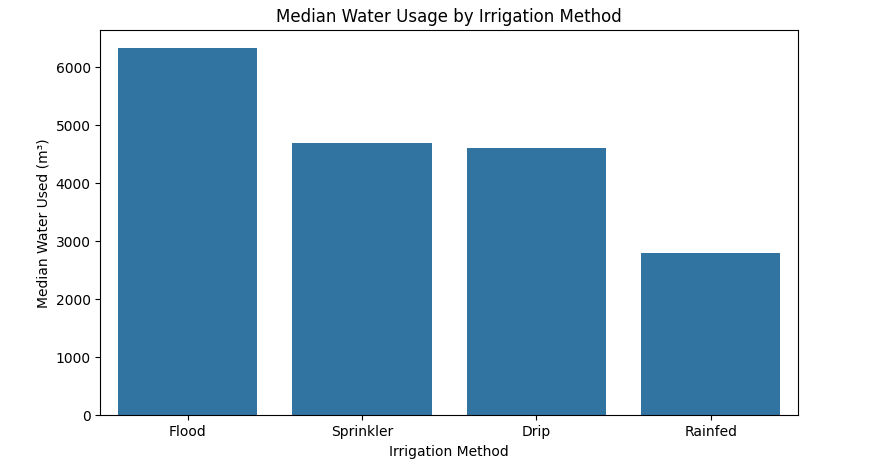 Median Water Usage by Irrigation Method
Median Water Used (m³)
6000
5000
4000
3000
2000
1000
0
Flood Sprinkler Drip Rainfed
Irrigation Method